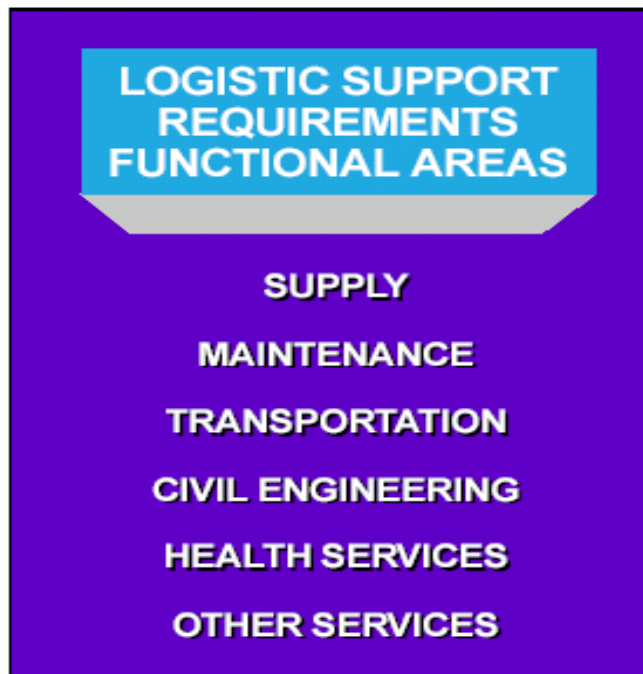 LOGISTIC SUPPORT
REQUIREMENTS
FUNCTIONAL AREAS
SUPPLY
MAINTENANCE
TRANSPORTATION
CIVIL ENGINEERING
HEALTH SERVICES
OTHER SERVICES